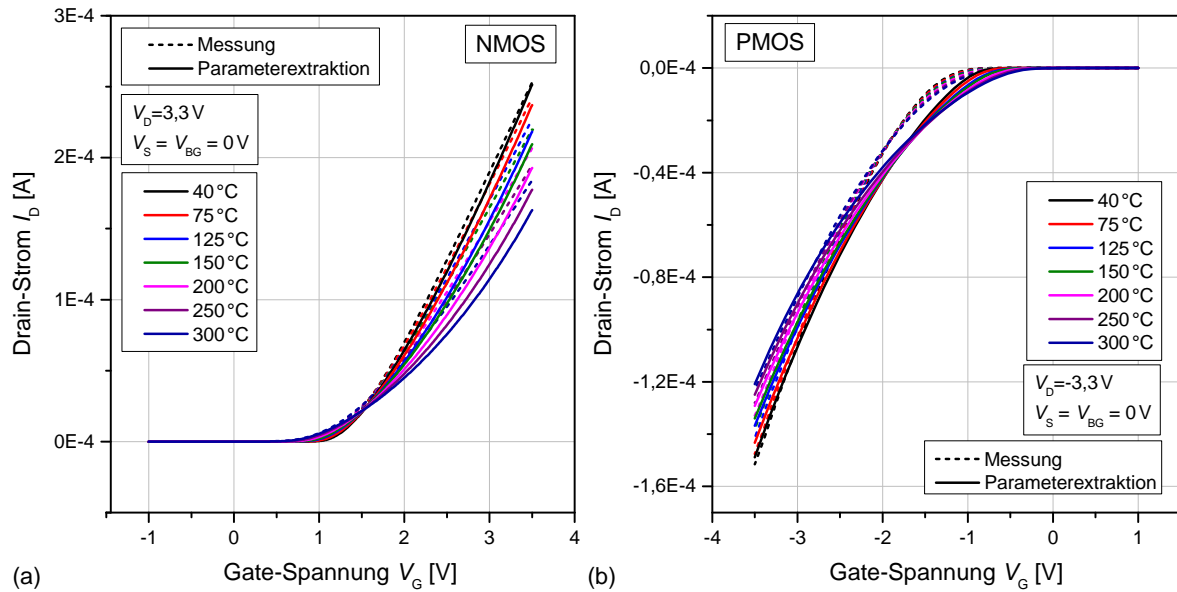 NMOS
Messung
Parameterextraktion
V_D=3,3 V
V_S = V_BG = 0 V
40 °C
75 °C
125 °C
150 °C
200 °C
250 °C
300 °C
3E-4
2E-4
1E-4
0E-4
Drain-Strom I_D [A]
-1 0 1 2 3 4
Gate-Spannung V_G [V]
(a)
PMOS
0,0E-4
-0,4E-4
-0,8E-4
-1,2E-4
-1,6E-4
Drain-Strom I_D [A]
40 °C
75 °C
125 °C
150 °C
200 °C
250 °C
300 °C
V_D=-3,3 V
V_S = V_BG = 0 V
Messung
Parameterextraktion
-4 -3 -2 -1 0 1
Gate-Spannung V_G [V]
(b)